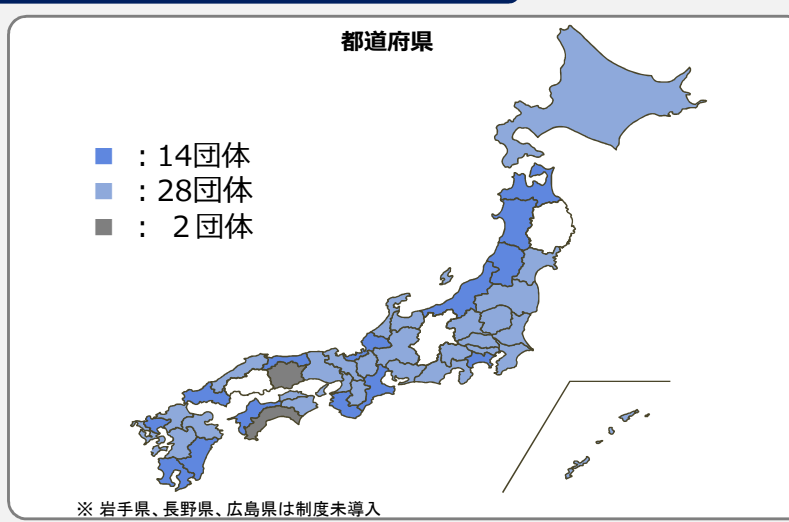 都道府県
■ ：14団体
■ ：28団体
■ ： ２団体
※ 岩手県、長野県、広島県は制度未導入